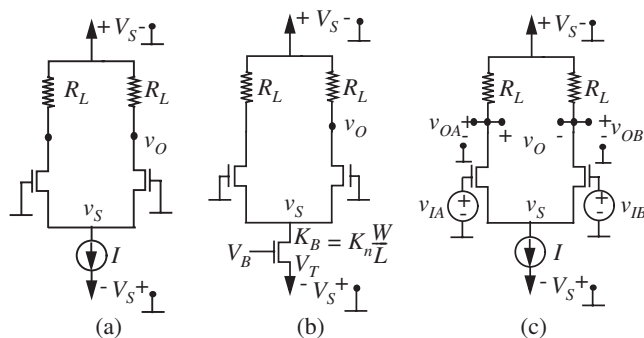 + V_S -
R_L R_L
v_O
v_S
I
- V_S +
(a)
+ V_S -
R_L R_L
v_O
v_S
K_B = K_n W/L
V_B
V_T
- V_S +
(b)
+ V_S -
R_L R_L
v_OA + - + v_O - + - v_OB
v_IA + -
+ - v_IB
v_S
I
- V_S +
(c)